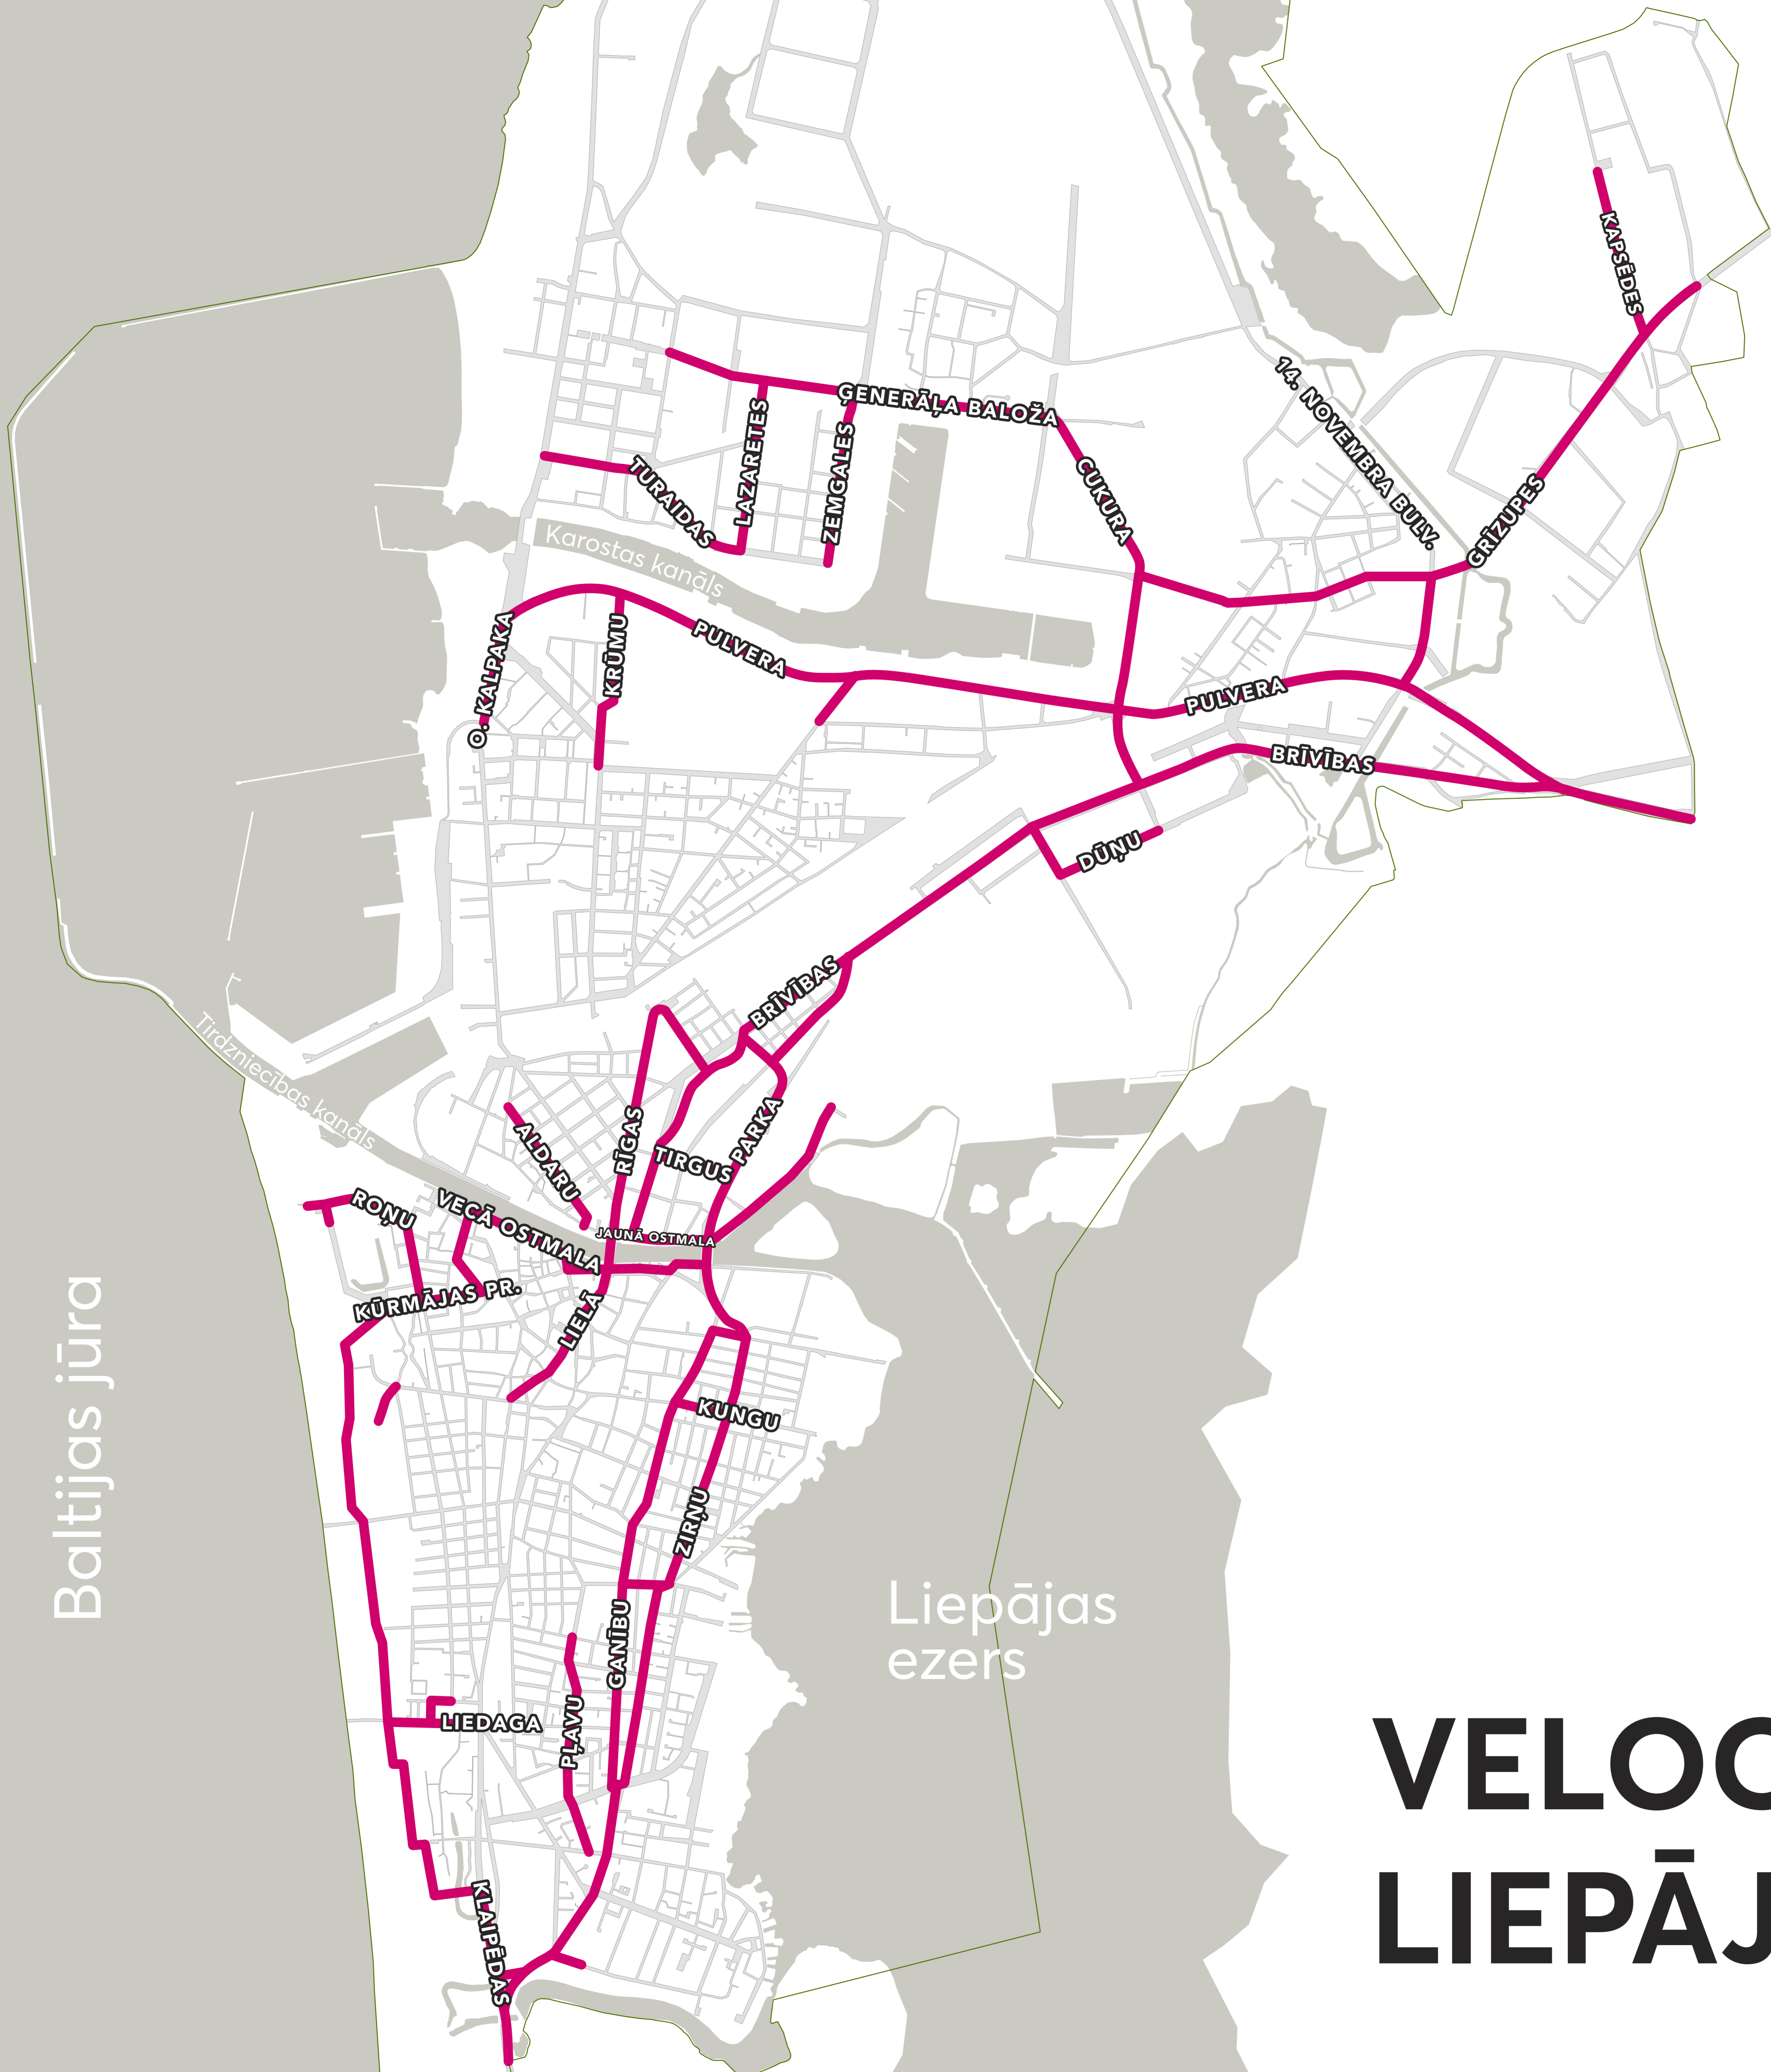 KAPSĒDES
14. NOVEMBRA BULV.
ĢENERĀĻA BALOŽA
LAZARETES
ZEMGALES
TURAIDAS
CUKURA
GRĪZUPES
Karostas kanāls
O. KALPAKA
KRŪMU
PULVERA
PULVERA
BRĪVĪBAS
DŪŅU
BRĪVĪBAS
Tirdzniecības kanāls
ALDARU
RĪGAS
TIRGUS
PARKA
ROŅU
VECĀ OSTMALA
JAUNĀ OSTMALA
KŪRMĀJAS PR.
LIELĀ
KUNGU
Baltijas jūra
ZIRŅU
Liepājas
ezers
GANĪBU
PĻAVU
LIEDAGA
KLAIPĒDAS
VELOC
LIEPĀJ